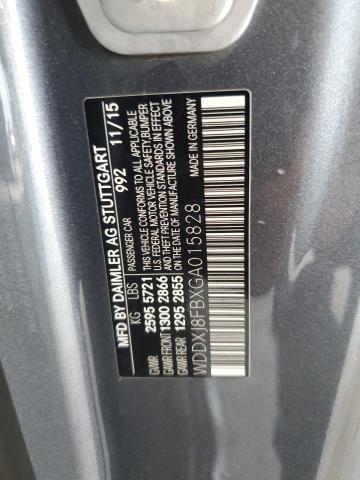 MFD BY DAIMLER AG STUTTGART
PASSENGER CAR 992 11/15
KG LBS
GVWR 2595 5721
GAWR FRONT 1300 2866
GAWR REAR 1295 2855
THIS VEHICLE CONFORMS TO ALL APPLICABLE
U.S. FEDERAL MOTOR VEHICLE SAFETY, BUMPER
AND THEFT PREVENTION STANDARDS IN EFFECT
ON THE DATE OF MANUFACTURE SHOWN ABOVE
WDDXJ8FBXGA015828
MADE IN GERMANY